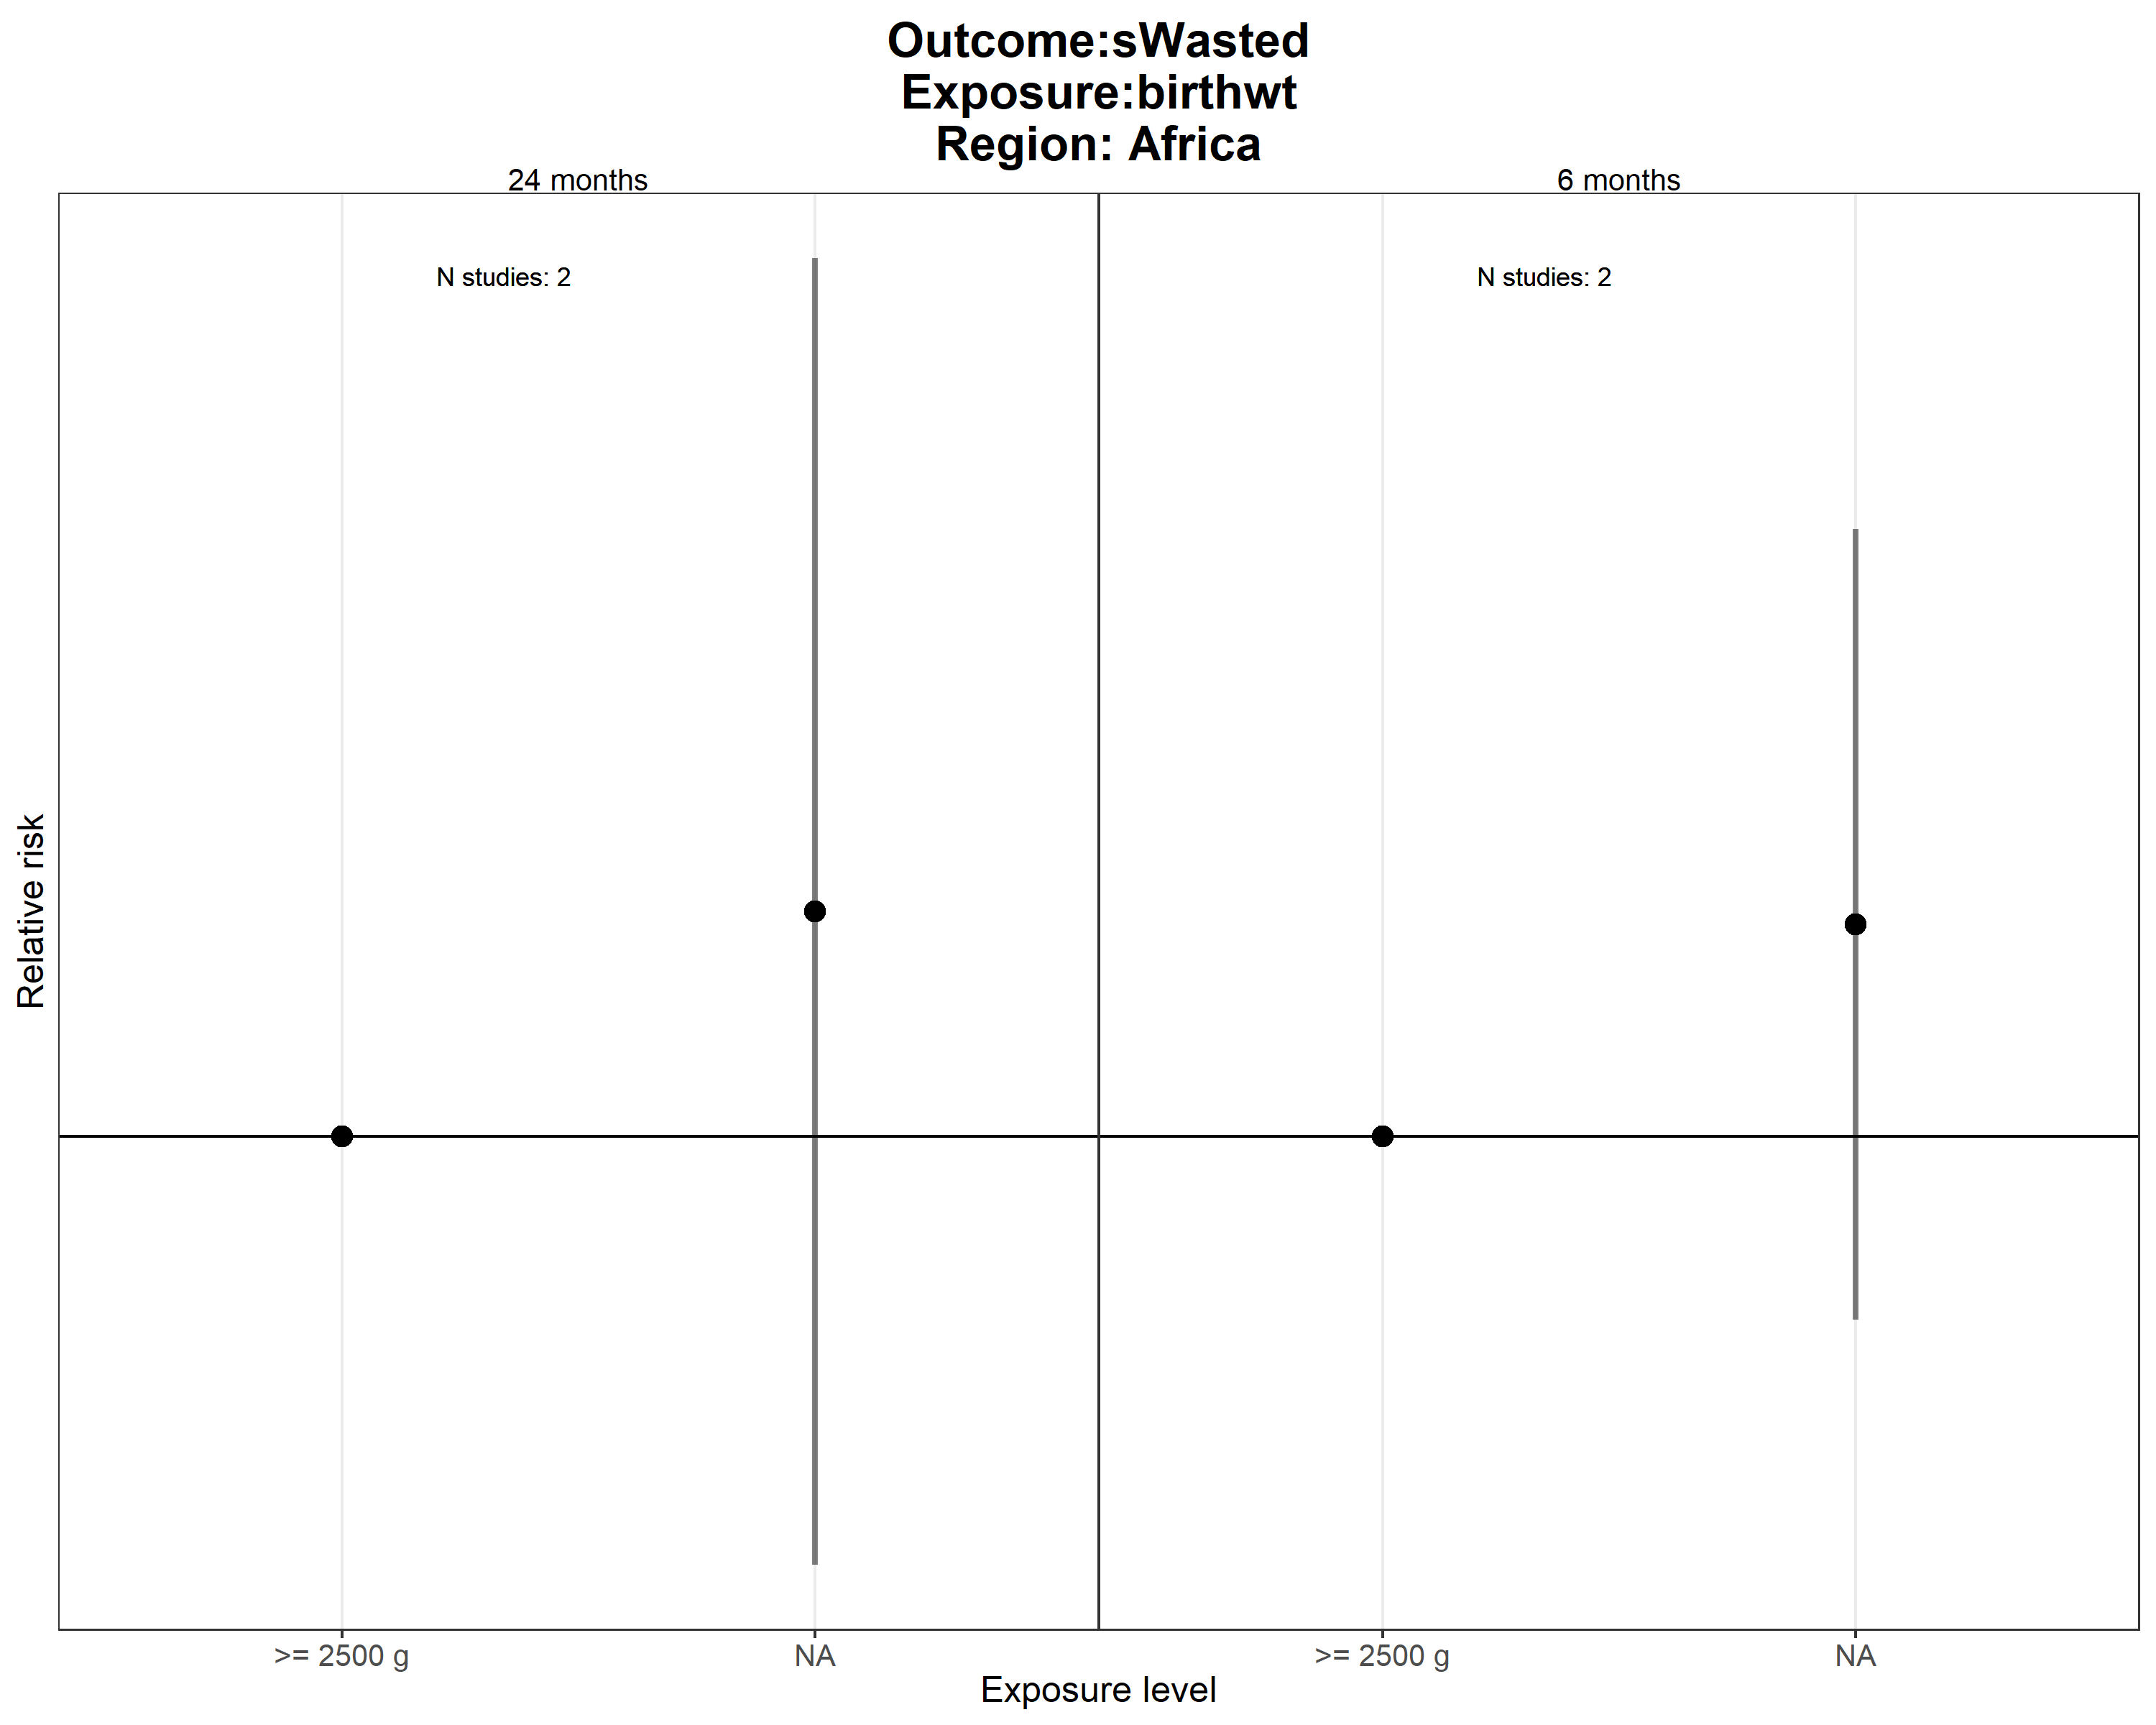 Outcome:sWasted
Exposure:birthwt
Region: Africa
24 months
6 months
N studies: 2
N studies: 2
Relative risk
>= 2500 g
NA
>= 2500 g
NA
Exposure level